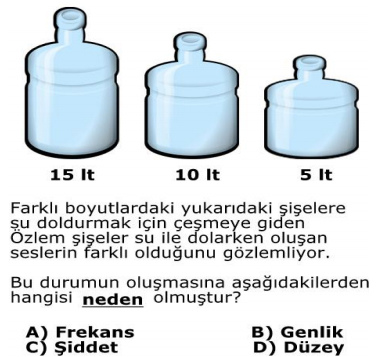 15 lt 10 lt 5 lt
Farklı boyutlardaki yukarıdaki şişelere
su doldurmak için çeşmeye giden
Özlem şişeler su ile dolarken oluşan
seslerin farklı olduğunu gözlemliyor.
Bu durumun oluşmasına aşağıdakilerden
hangisi neden olmuştur?
A) Frekans B) Genlik
C) Şiddet D) Düzey